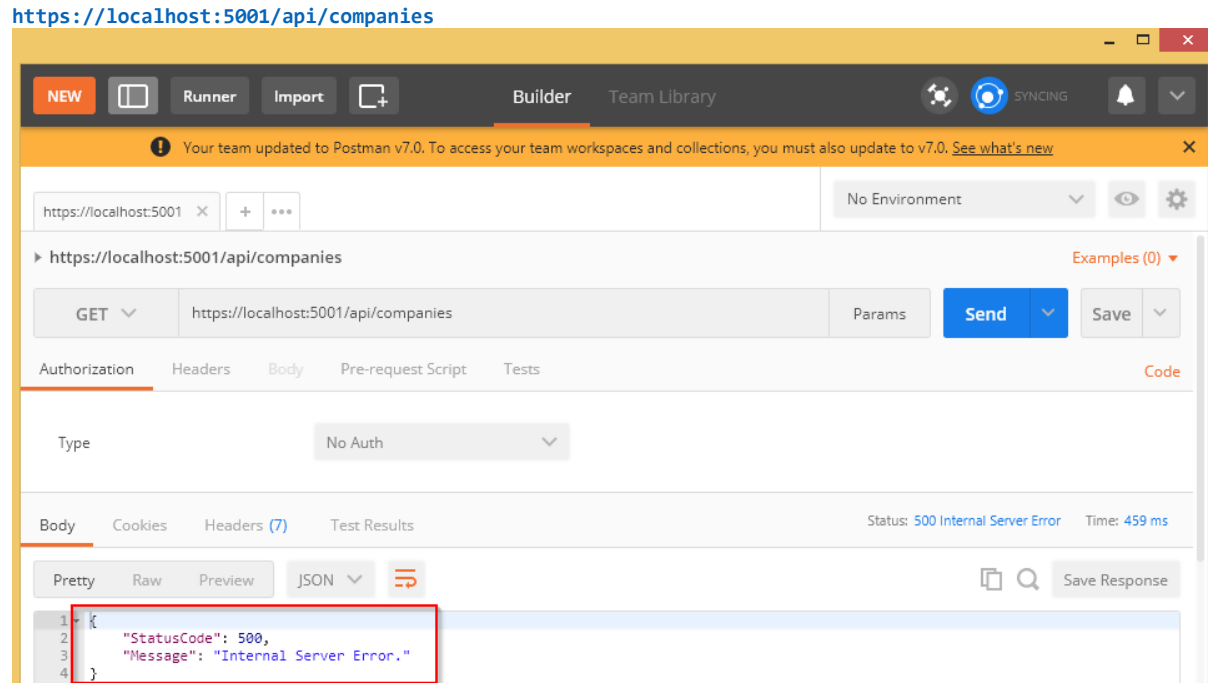 https://localhost:5001/api/companies
NEW Runner Import Builder Team Library SYNCING
Your team updated to Postman v7.0. To access your team workspaces and collections, you must also update to v7.0. See what's new
https://localhost:5001 No Environment
https://localhost:5001/api/companies Examples (0)
GET https://localhost:5001/api/companies Params Send Save
Authorization Headers Body Pre-request Script Tests Code
Type No Auth
Body Cookies Headers (7) Test Results Status: 500 Internal Server Error Time: 459 ms
Pretty Raw Preview JSON Save Response
1 {
2 "StatusCode": 500,
3 "Message": "Internal Server Error."
4 }